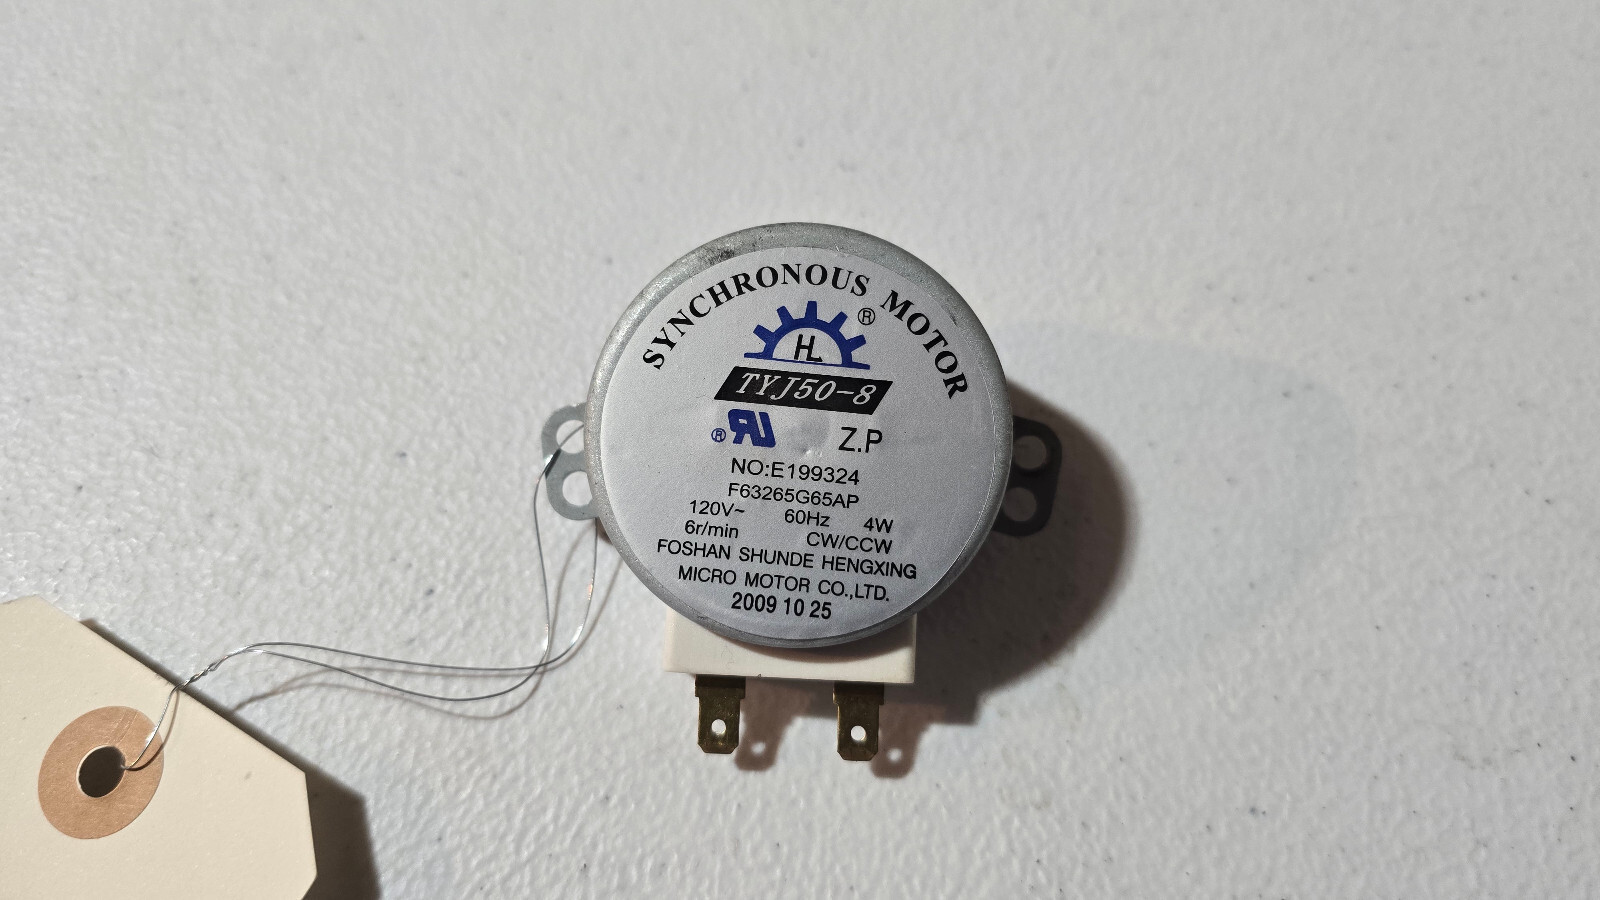 SYNCHRONOUS MOTOR
HL ®
TYJ50-8
® RU Z.P
NO:E199324
F63265G65AP
120V~ 60Hz 4W
6r/min CW/CCW
FOSHAN SHUNDE HENGXING
MICRO MOTOR CO.,LTD.
2009 10 25